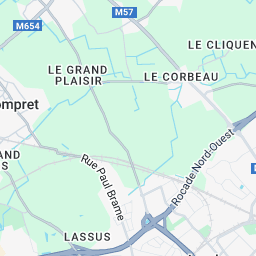 M57
M654
LE CLIQUEN
LE GRAND
PLAISIR
LE CORBEAU
ompret
Rocade Nord-Ouest
AND
S
Rue Paul Brame
LASSUS